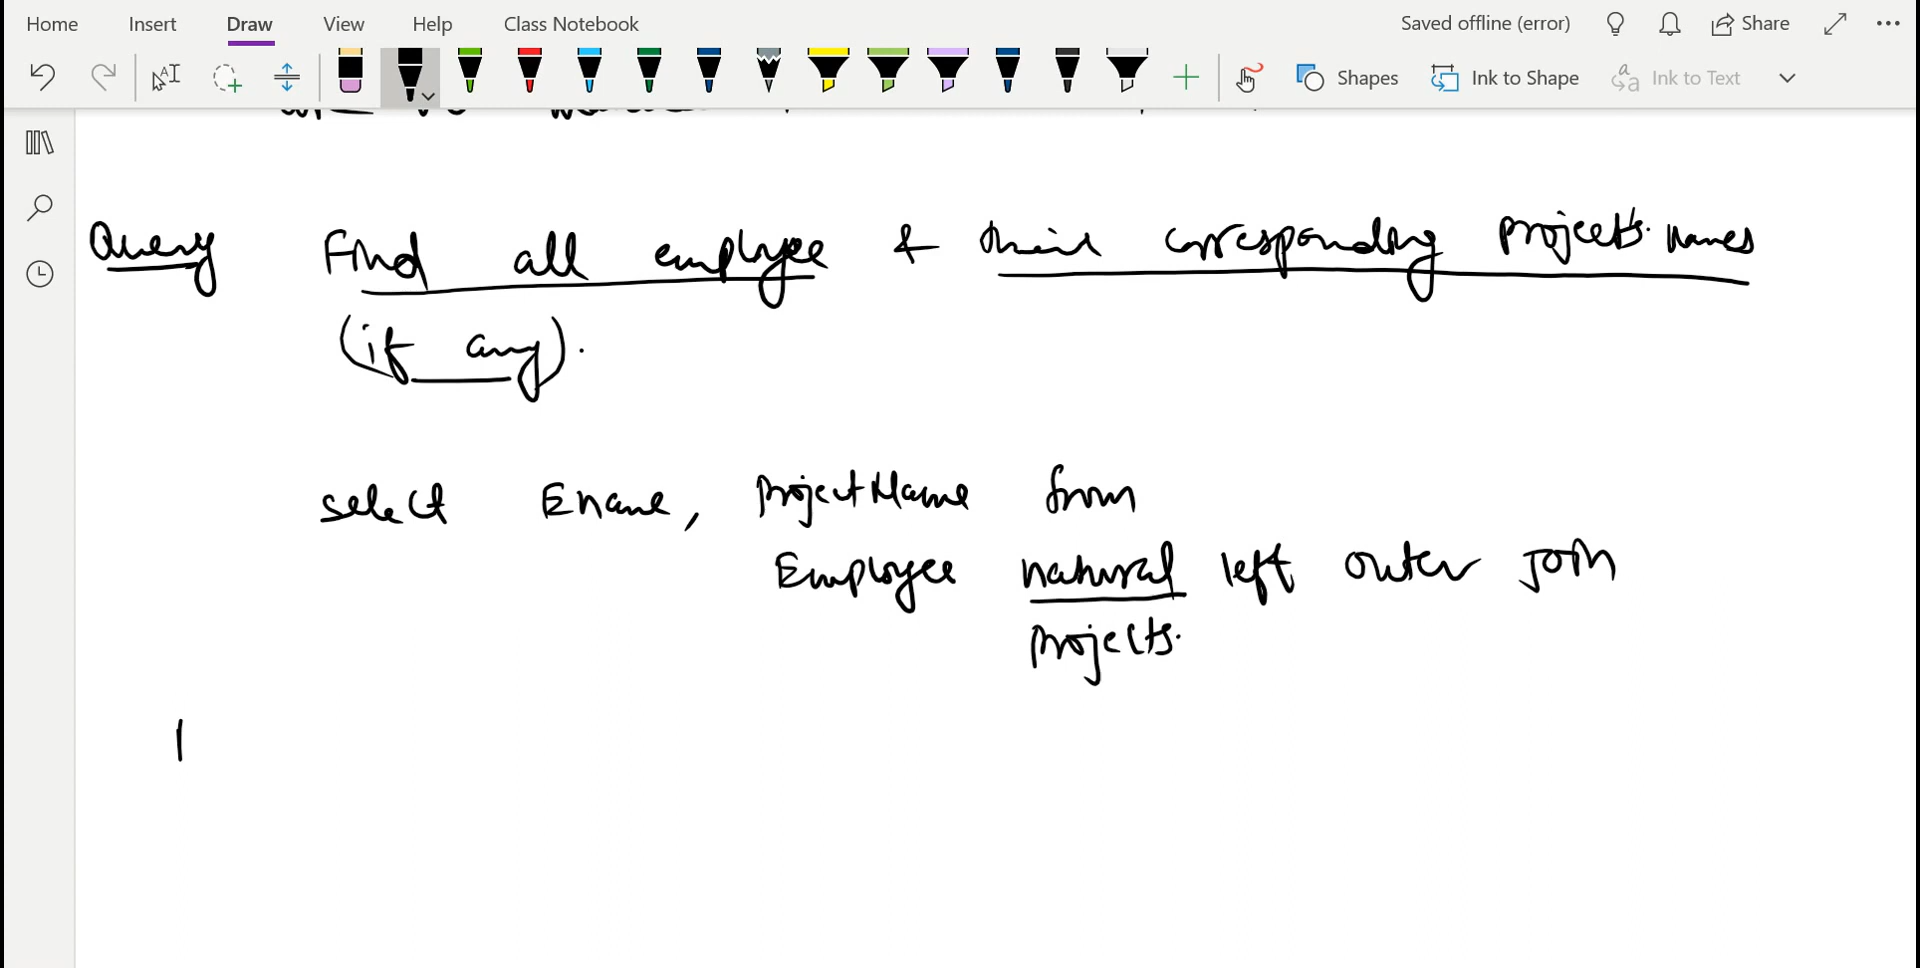 Home Insert Draw View Help Class Notebook Saved offline (error) Share
Shapes Ink to Shape Ink to Text
Query Find all employee & their corresponding projects names
(if any).
select Ename, ProjectName from
Employee natural left outer join
projects.